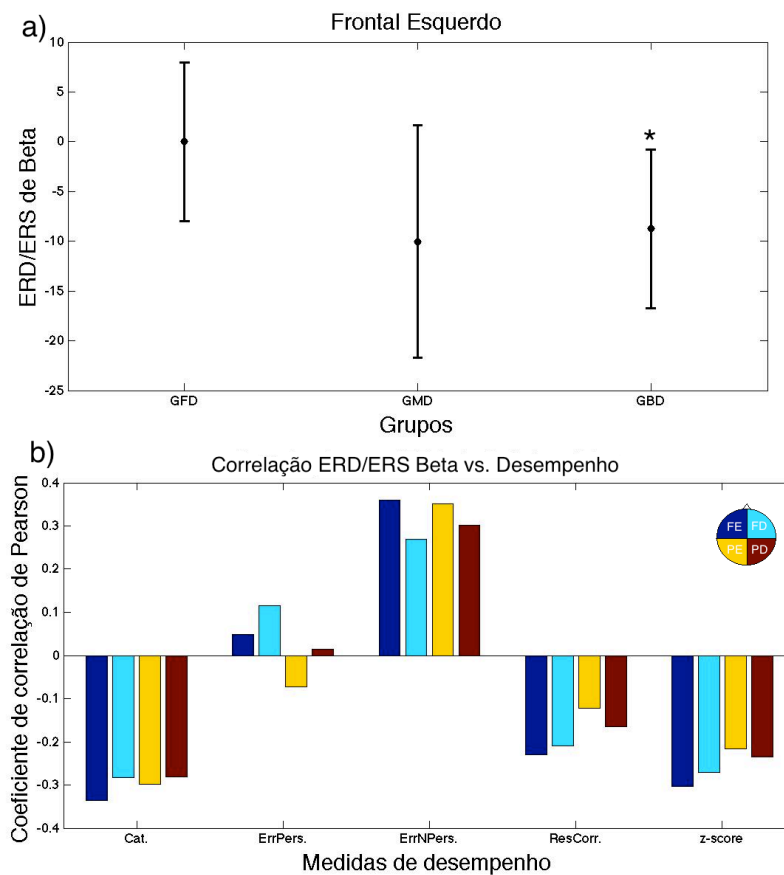 a)
Frontal Esquerdo
10
5
0
-5
-10
-15
-20
-25
ERD/ERS de Beta
*
GFD GMD GBD
Grupos
b)
Correlação ERD/ERS Beta vs. Desempenho
0.4
0.3
0.2
0.1
0
-0.1
-0.2
-0.3
-0.4
Coeficiente de correlação de Pearson
FE FD
PE PD
Cat. ErrPers. ErrNPers. ResCorr. z-score
Medidas de desempenho